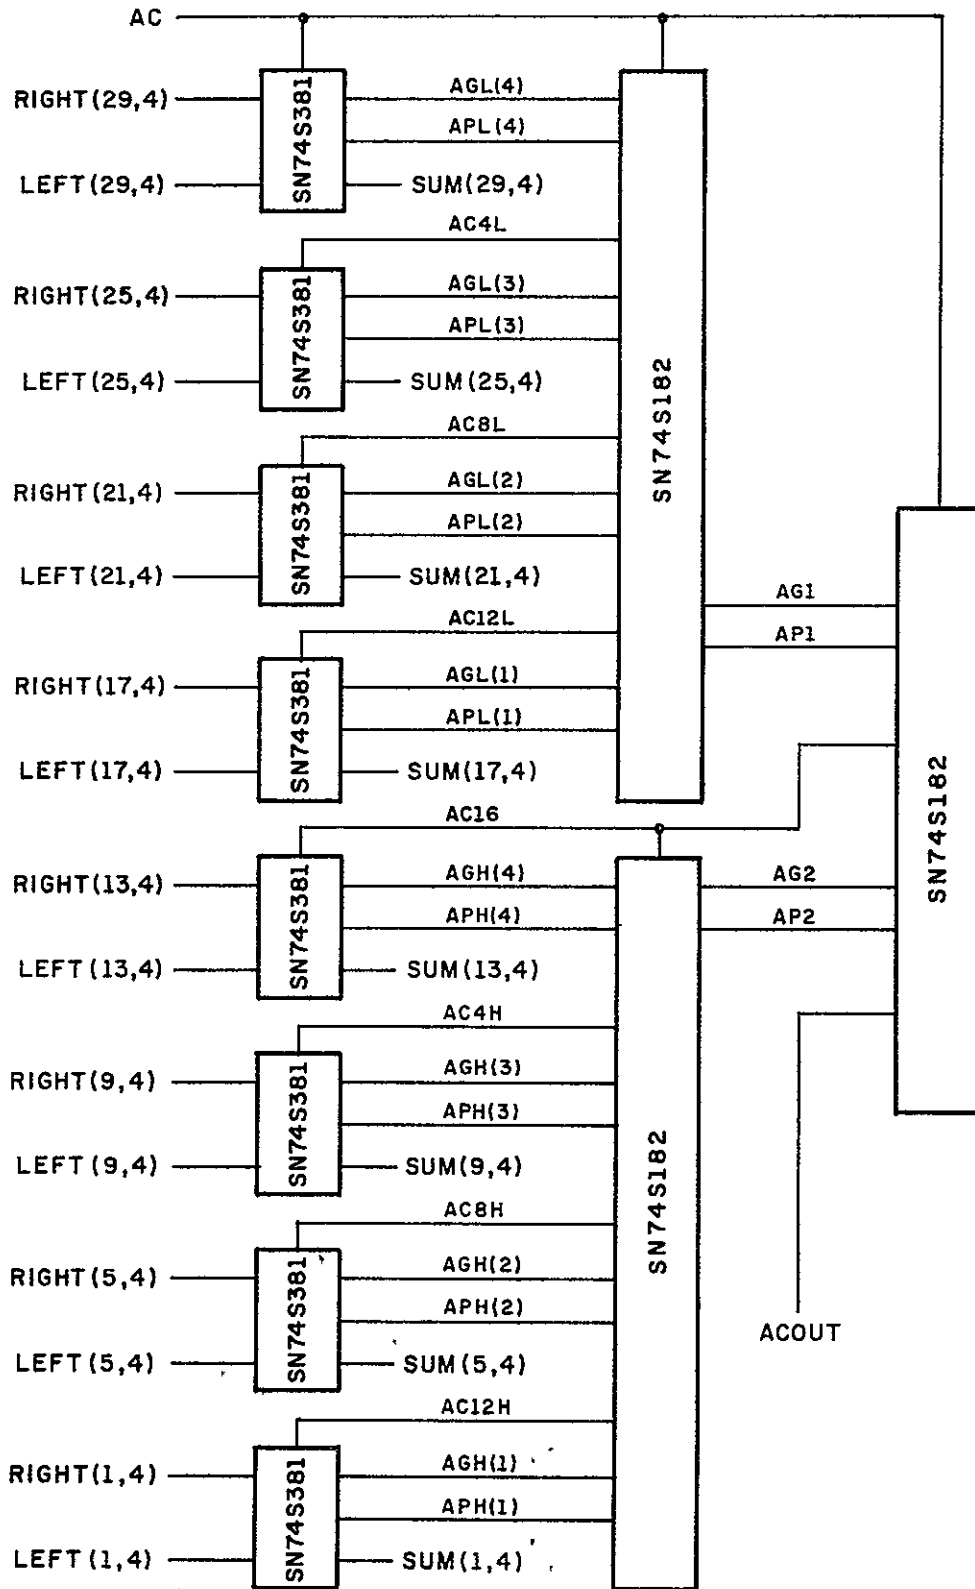 AC
RIGHT(29,4)
SN74S381
AGL(4)
APL(4)
LEFT(29,4)
SUM(29,4)
AC4L
RIGHT(25,4)
SN74S381
AGL(3)
APL(3)
LEFT(25,4)
SUM(25,4)
AC8L
RIGHT(21,4)
SN74S381
AGL(2)
APL(2)
LEFT(21,4)
SUM(21,4)
AC12L
RIGHT(17,4)
SN74S381
AGL(1)
APL(1)
LEFT(17,4)
SUM(17,4)
SN74S182
AG1
AP1
SN74S182
AC16
RIGHT(13,4)
SN74S381
AGH(4)
APH(4)
LEFT(13,4)
SUM(13,4)
AG2
AP2
AC4H
RIGHT(9,4)
SN74S381
AGH(3)
APH(3)
LEFT(9,4)
SUM(9,4)
SN74S182
AC8H
RIGHT(5,4)
SN74S381
AGH(2)
APH(2)
LEFT(5,4)
SUM(5,4)
ACOUT
AC12H
RIGHT(1,4)
SN74S381
AGH(1)
APH(1)
LEFT(1,4)
SUM(1,4)